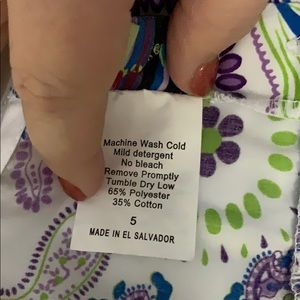 Machine Wash Cold
Mild detergent
No bleach
Remove Promptly
Tumble Dry Low
65% Polyester
35% Cotton
5
MADE IN EL SALVADOR